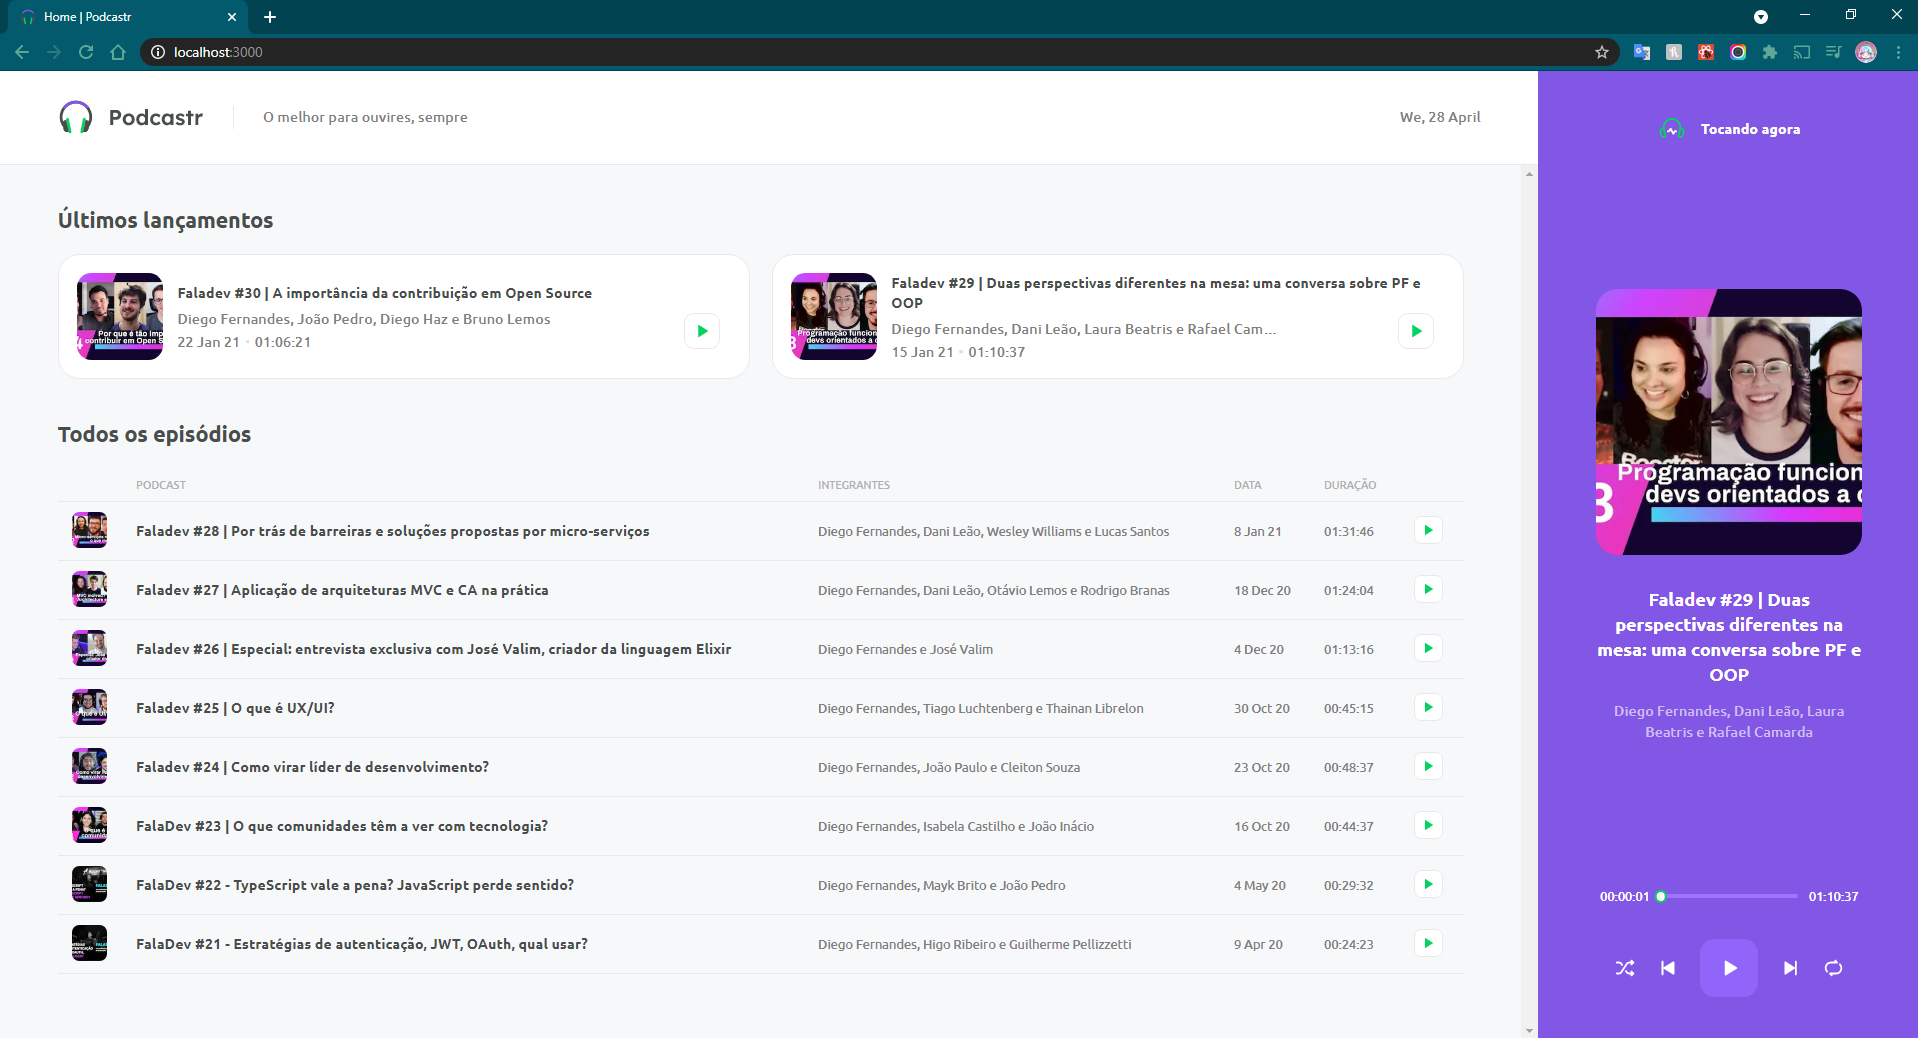 Home | Podcastr
localhost:3000
Podcastr
O melhor para ouvires, sempre
We, 28 April
Tocando agora
Últimos lançamentos
Por que é tão imp
contribuir em Open S
Faladev #30 | A importância da contribuição em Open Source
Diego Fernandes, João Pedro, Diego Haz e Bruno Lemos
22 Jan 21 • 01:06:21
Programação funcion
devs orientados a c
Faladev #29 | Duas perspectivas diferentes na mesa: uma conversa sobre PF e
OOP
Diego Fernandes, Dani Leão, Laura Beatris e Rafael Cam...
15 Jan 21 • 01:10:37
Todos os episódios
PODCAST INTEGRANTES DATA DURAÇÃO
Faladev #28 | Por trás de barreiras e soluções propostas por micro-serviços Diego Fernandes, Dani Leão, Wesley Williams e Lucas Santos 8 Jan 21 01:31:46
Faladev #27 | Aplicação de arquiteturas MVC e CA na prática Diego Fernandes, Dani Leão, Otávio Lemos e Rodrigo Branas 18 Dec 20 01:24:04
Faladev #26 | Especial: entrevista exclusiva com José Valim, criador da linguagem Elixir Diego Fernandes e José Valim 4 Dec 20 01:13:16
Faladev #25 | O que é UX/UI? Diego Fernandes, Tiago Luchtenberg e Thainan Librelon 30 Oct 20 00:45:15
Faladev #24 | Como virar líder de desenvolvimento? Diego Fernandes, João Paulo e Cleiton Souza 23 Oct 20 00:48:37
FalaDev #23 | O que comunidades têm a ver com tecnologia? Diego Fernandes, Isabela Castilho e João Inácio 16 Oct 20 00:44:37
FalaDev #22 - TypeScript vale a pena? JavaScript perde sentido? Diego Fernandes, Mayk Brito e João Pedro 4 May 20 00:29:32
FalaDev #21 - Estratégias de autenticação, JWT, OAuth, qual usar? Diego Fernandes, Higo Ribeiro e Guilherme Pellizzetti 9 Apr 20 00:24:23
Programação funcion
devs orientados a c
3
Faladev #29 | Duas
perspectivas diferentes na
mesa: uma conversa sobre PF e
OOP
Diego Fernandes, Dani Leão, Laura
Beatris e Rafael Camarda
00:00:01 01:10:37